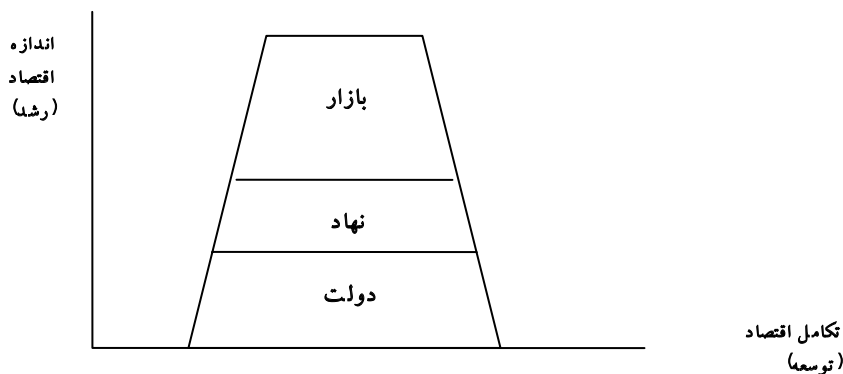 اندازه
اقتصاد
(رشد)
بازار
نهاد
دولت
تکامل اقتصاد
(توسعه)